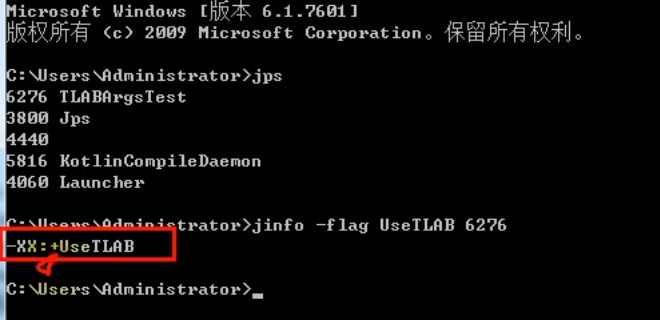 Microsoft Windows [版本 6.1.7601]
版权所有 (c) 2009 Microsoft Corporation。保留所有权利。
C:\Users\Administrator>jps
6276 TLABArgsTest
3800 Jps
4440
5816 KotlinCompileDaemon
4060 Launcher
C:\Users\Administrator>jinfo -flag UseTLAB 6276
-XX:+UseTLAB
C:\Users\Administrator>_